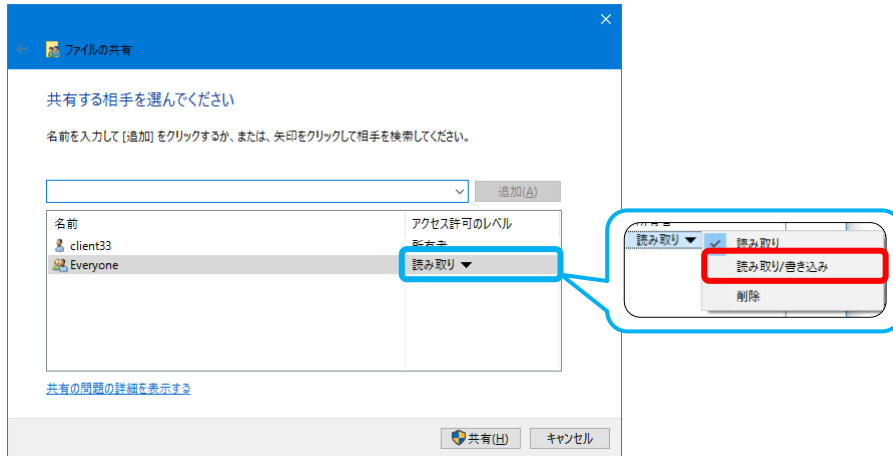 ファイルの共有
共有する相手を選んでください
名前を入力して [追加] をクリックするか、または、矢印をクリックして相手を検索してください。
追加(A)
名前 アクセス許可のレベル
client33 所有者
Everyone 読み取り ▼
共有の問題の詳細を表示する
共有(H) キャンセル
読み取り ▼ 読み取り
読み取り/書き込み
削除